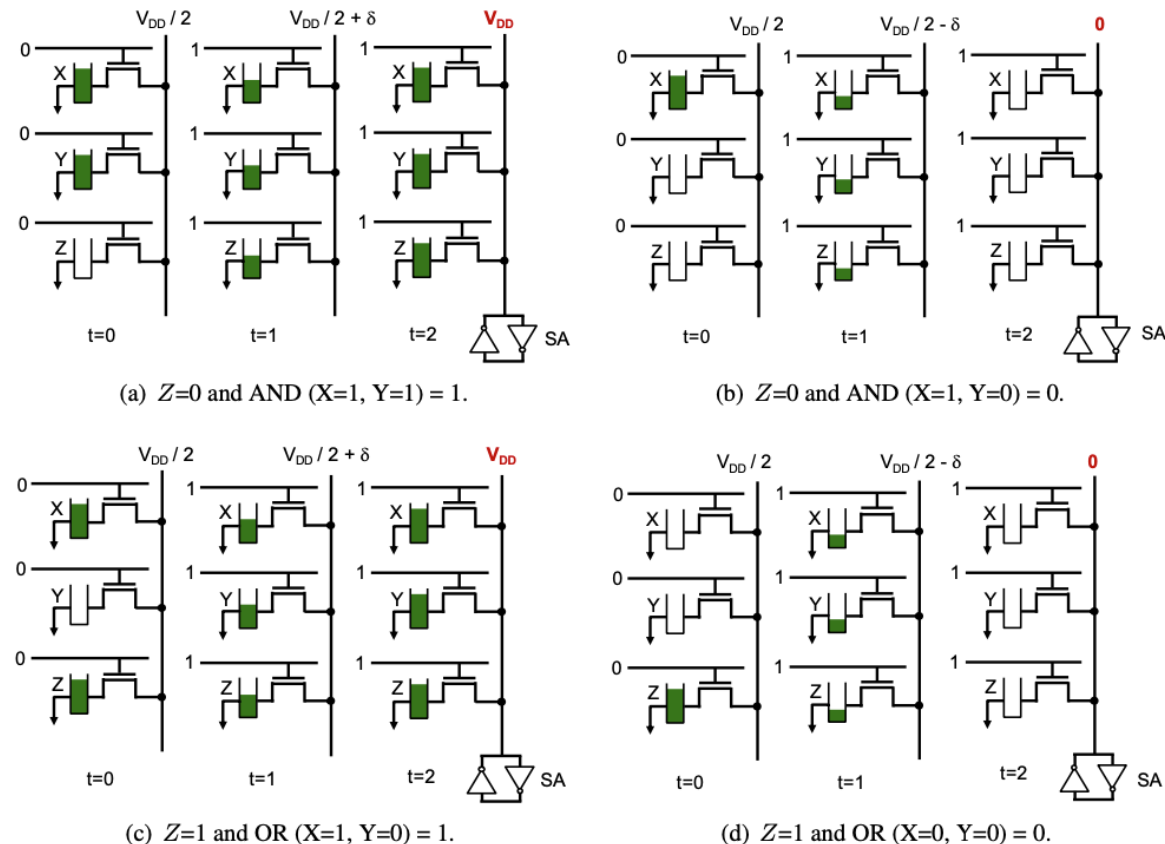 V_DD / 2 V_DD / 2 + δ V_DD
0 1 1
X X X
0 1 1
Y Y Y
0 1 1
Z Z Z
t=0 t=1 t=2 SA
(a) Z=0 and AND (X=1, Y=1) = 1.
V_DD / 2 V_DD / 2 - δ 0
0 1 1
X X X
0 1 1
Y Y Y
0 1 1
Z Z Z
t=0 t=1 t=2 SA
(b) Z=0 and AND (X=1, Y=0) = 0.
V_DD / 2 V_DD / 2 + δ V_DD
0 1 1
X X X
0 1 1
Y Y Y
0 1 1
Z Z Z
t=0 t=1 t=2 SA
(c) Z=1 and OR (X=1, Y=0) = 1.
V_DD / 2 V_DD / 2 - δ 0
0 1 1
X X X
0 1 1
Y Y Y
0 1 1
Z Z Z
t=0 t=1 t=2 SA
(d) Z=1 and OR (X=0, Y=0) = 0.